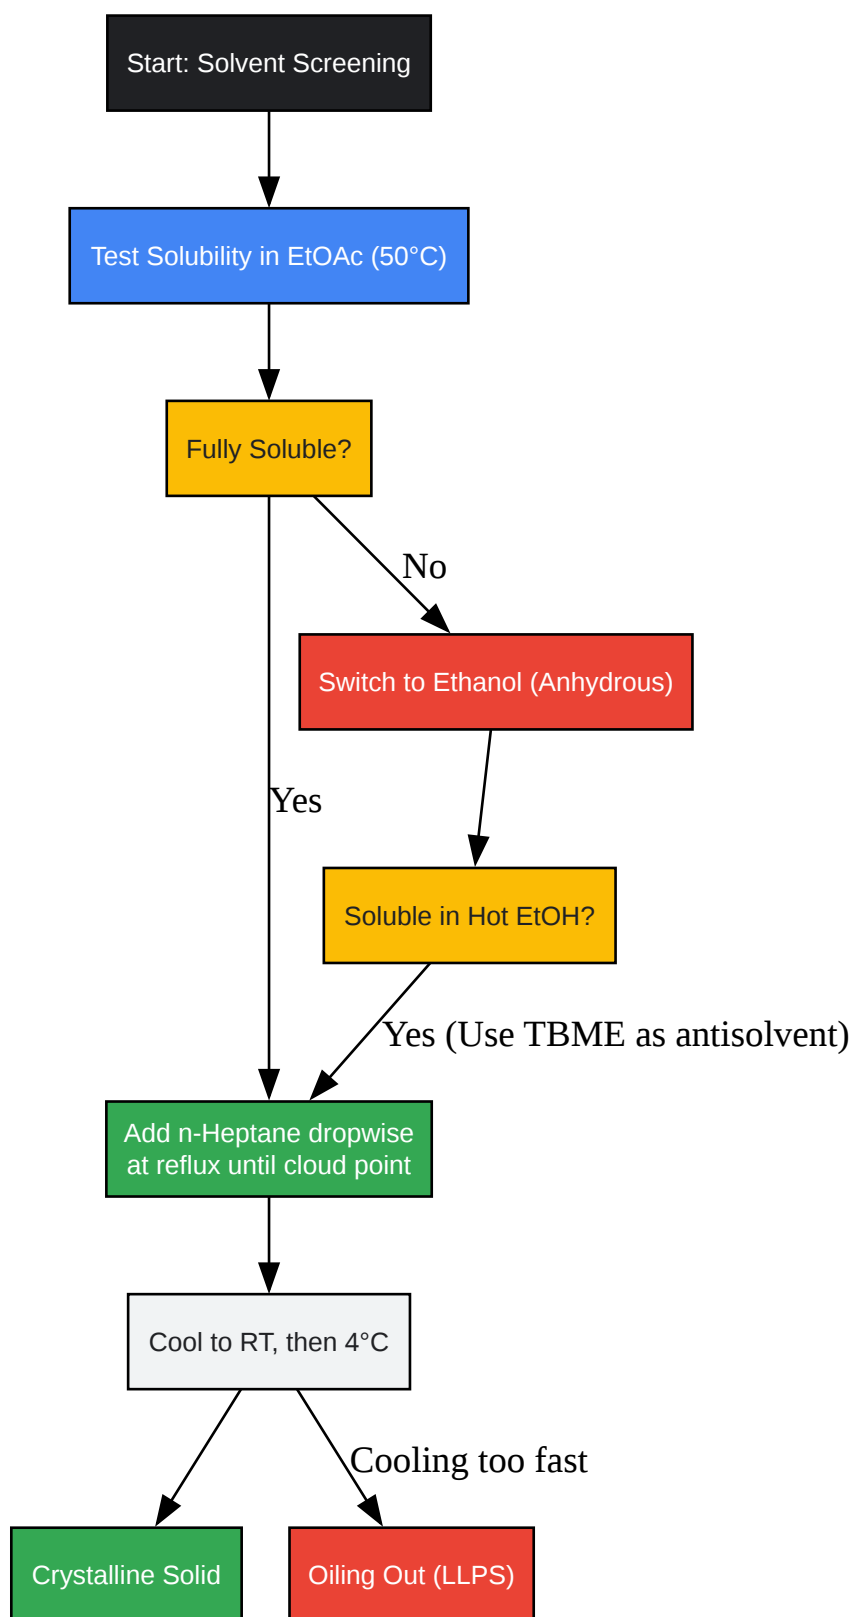 Start: Solvent Screening
Test Solubility in EtOAc (50°C)
Fully Soluble?
No
Switch to Ethanol (Anhydrous)
Yes
Soluble in Hot EtOH?
Yes (Use TBME as antisolvent)
Add n-Heptane dropwise
at reflux until cloud point
Cool to RT, then 4°C
Cooling too fast
Crystalline Solid
Oiling Out (LLPS)